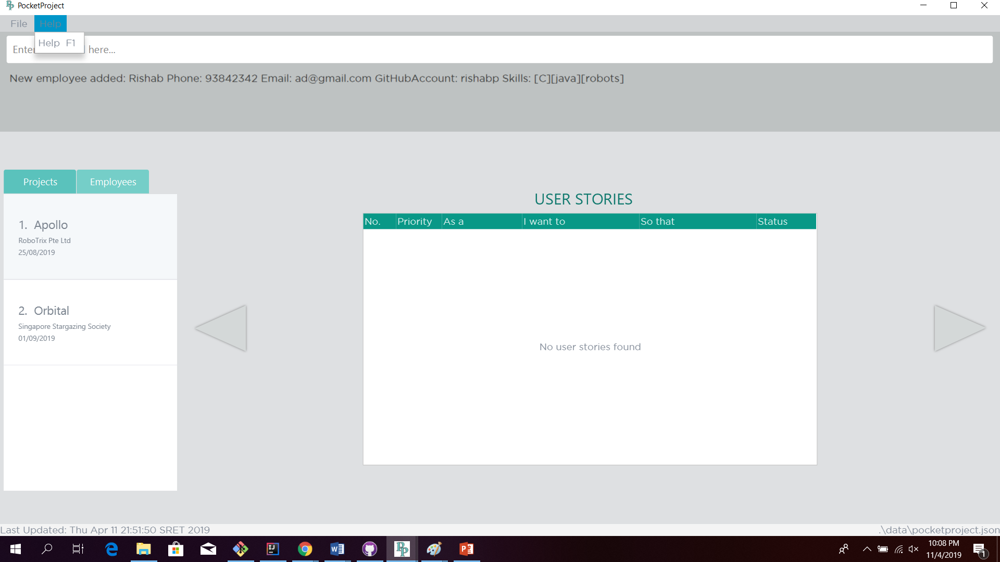 PocketProject
File Help
Help F1
Enter here...
New employee added: Rishab Phone: 93842342 Email: ad@gmail.com GitHubAccount: rishabp Skills: [C][java][robots]
Projects Employees
1. Apollo
RoboTrix Pte Ltd
25/08/2019
2. Orbital
Singapore Stargazing Society
01/09/2019
USER STORIES
No. Priority As a I want to So that Status
No user stories found
Last Updated: Thu Apr 11 21:51:50 SRET 2019
.\data\pocketproject.json
10:08 PM
11/4/2019
1